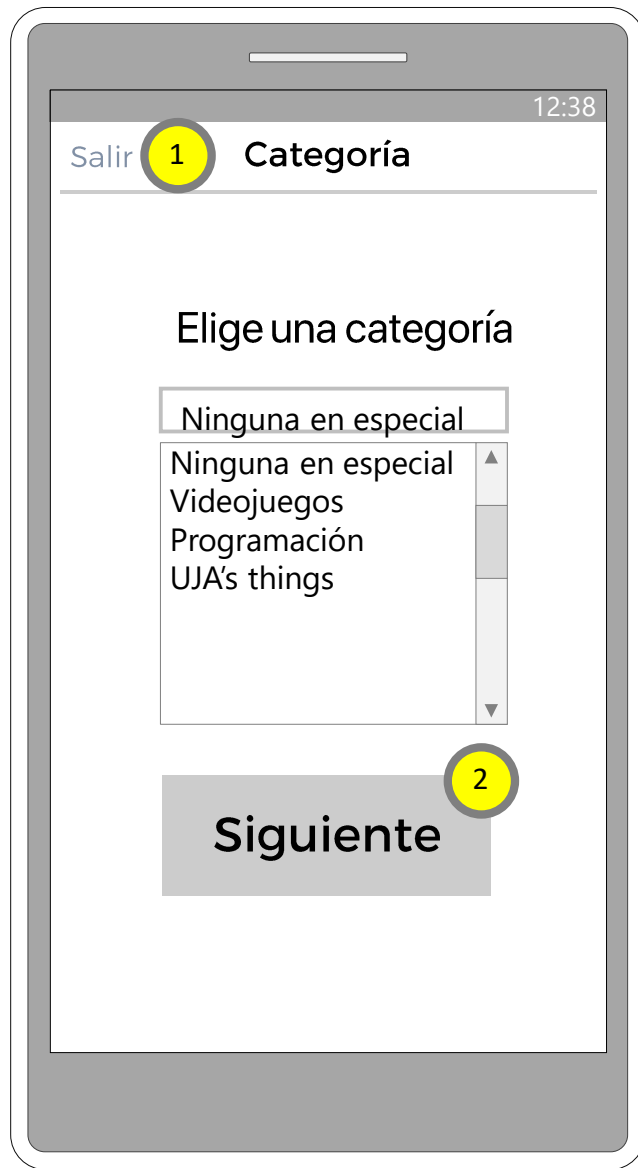 12:38
Salir 1 Categoría
Elige una categoría
Ninguna en especial
Ninguna en especial
Videojuegos
Programación
UJA's things
2
Siguiente